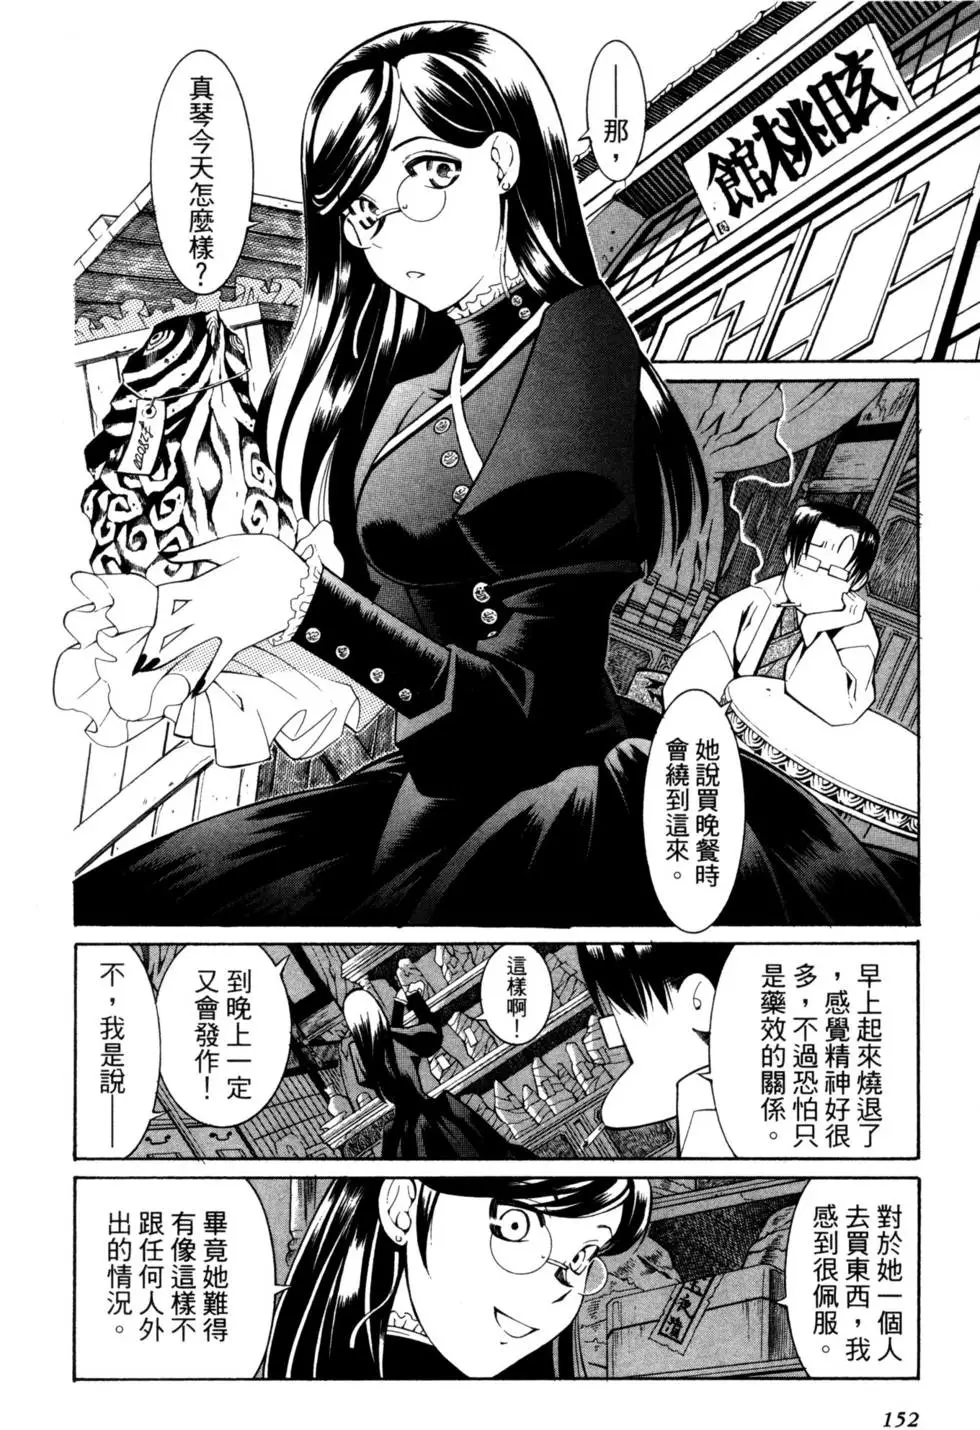 眩桃館
——那，
真琴今天怎麼樣？
22800
她說買晚餐時
會繞到這來。
早上起來燒退了
，感覺精神好很
多，不過恐怕只
是藥效的關係。
這樣啊！
到晚上一定
又會發作！
不，我是說——
對於她一個人
去買東西，我
感到很佩服
畢竟她難得
有像這樣不
跟任何人外
出的情況。
152